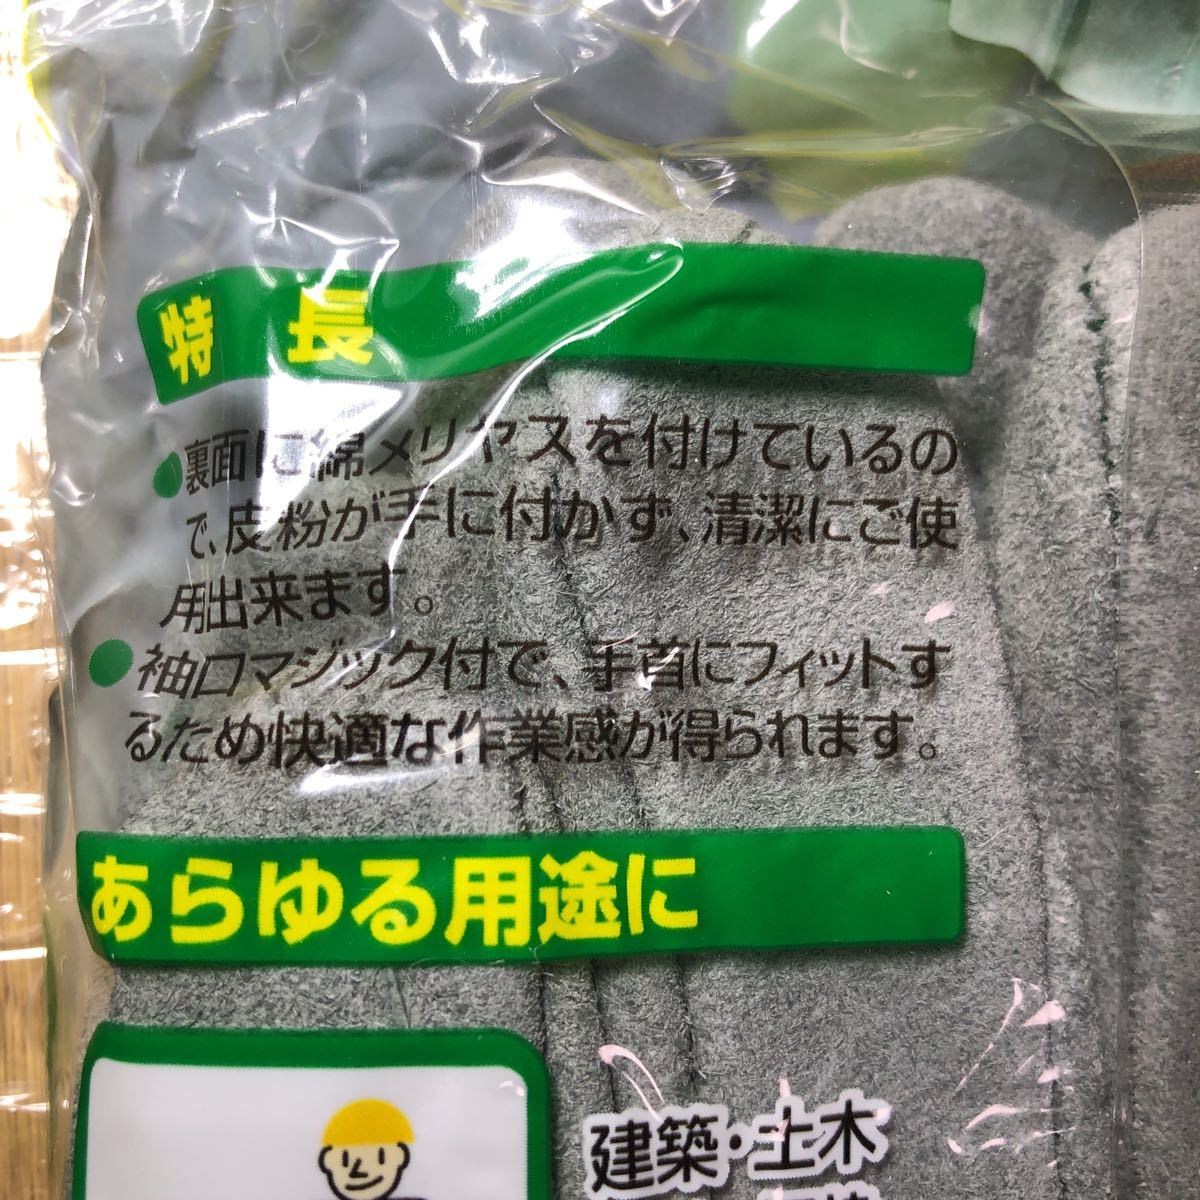 特 長
●裏面に綿メリヤスを付けているの
で、皮粉が手に付かず、清潔にご使
用出来ます。
●袖口マジック付で、手首にフィットす
るため快適な作業感が得られます。
あらゆる用途に
建築・土木